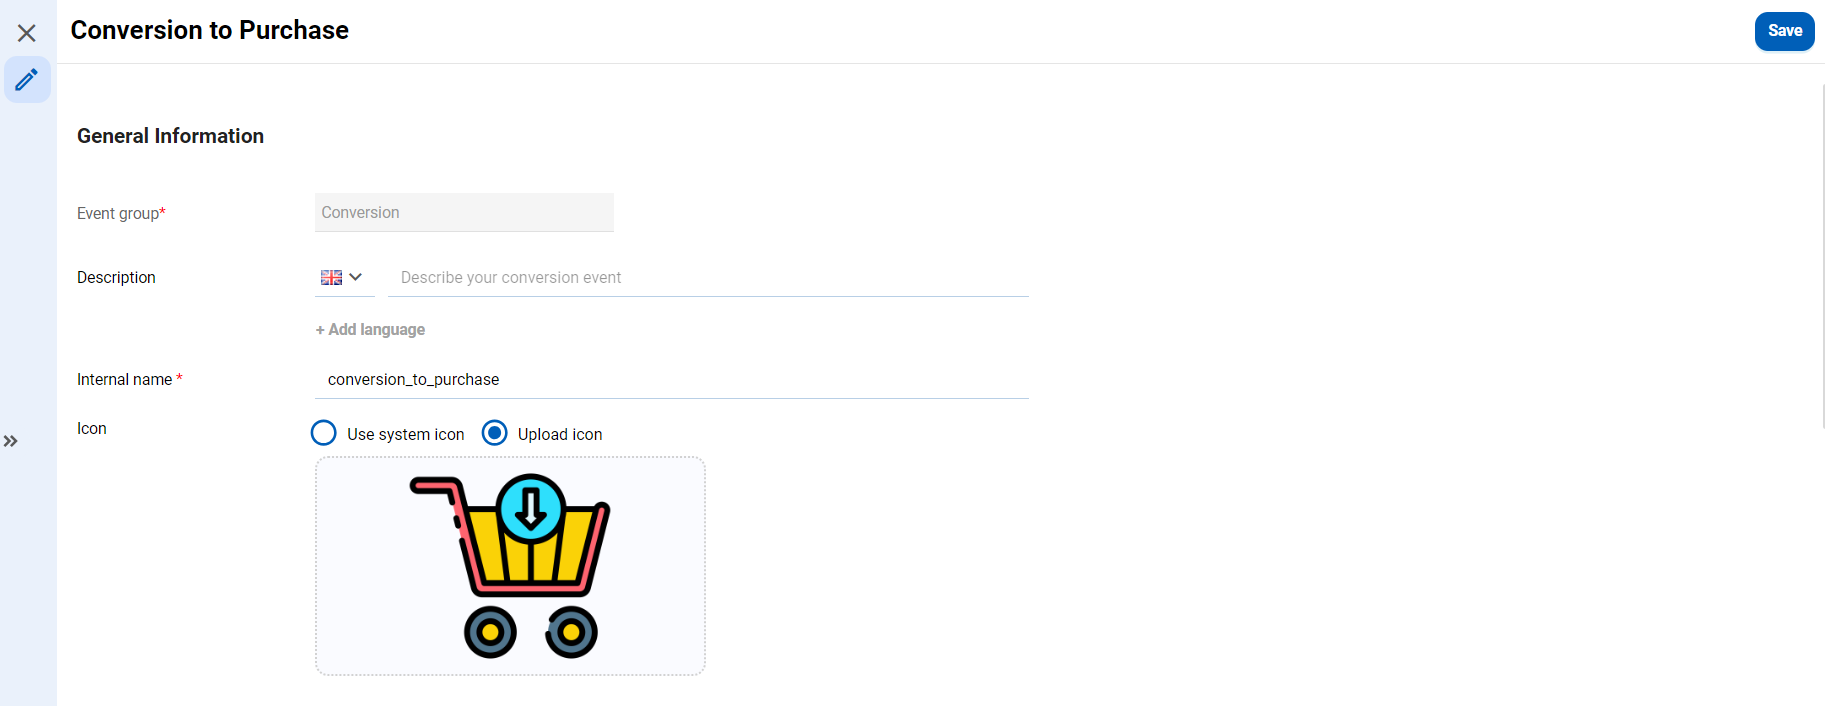 Conversion to Purchase
Save
General Information
Event group*
Conversion
Description
Describe your conversion event
+ Add language
Internal name *
conversion_to_purchase
Icon
Use system icon
Upload icon